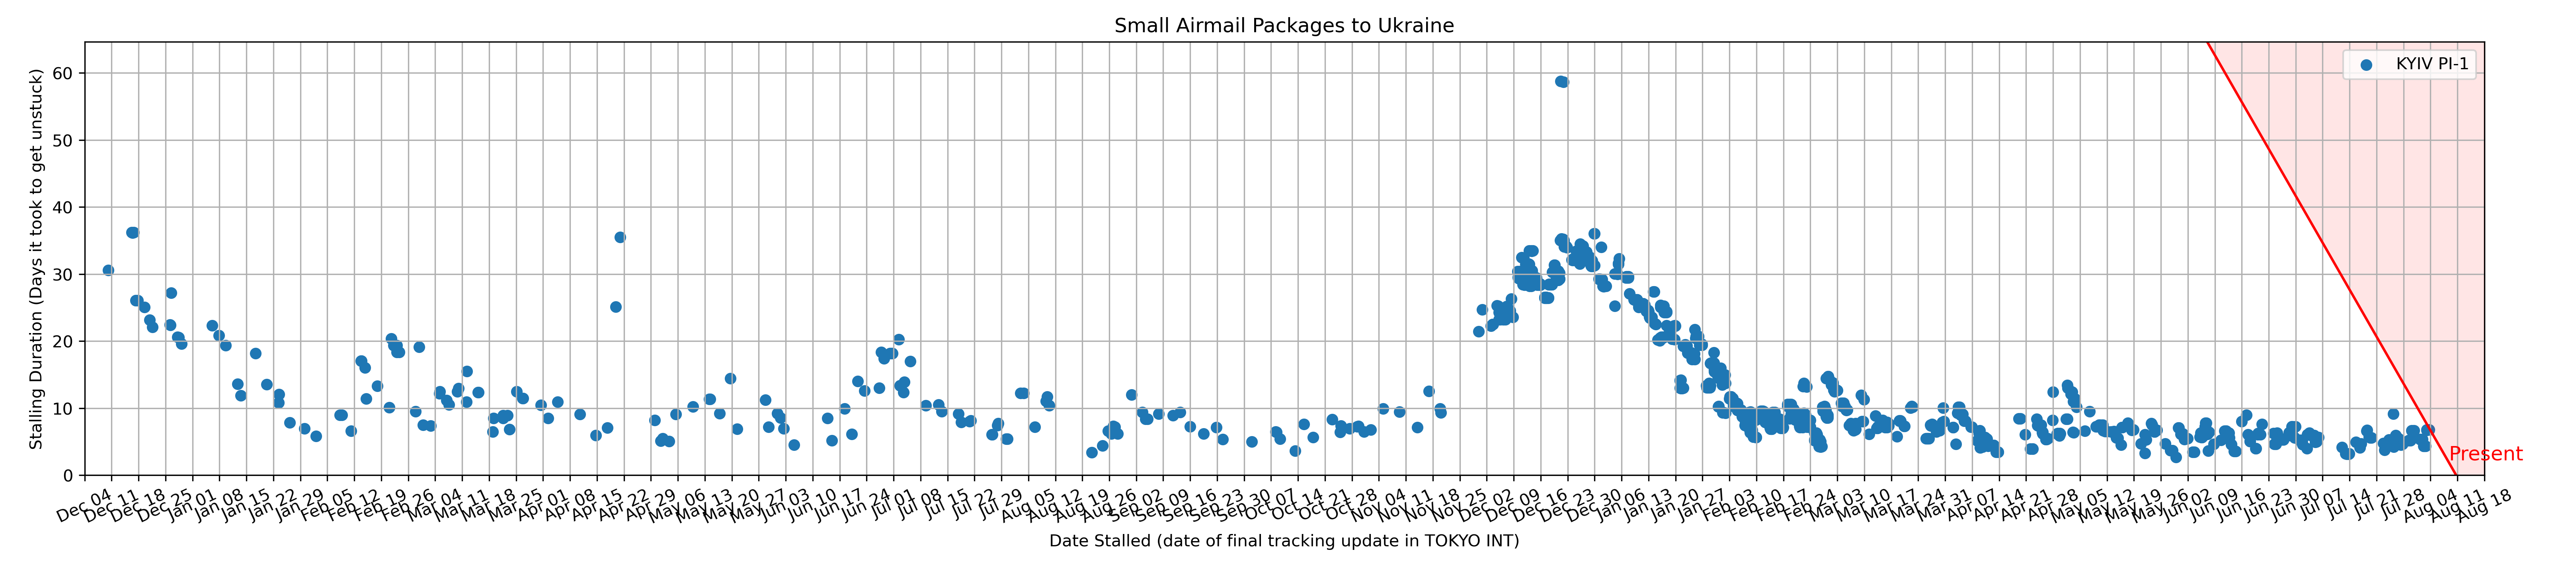 Small Airmail Packages to Ukraine
KYIV PI-1
Stalling Duration (Days it took to get unstuck)
60
50
40
30
20
10
0
Present
Dec 04
Dec 11
Dec 18
Dec 25
Jan 01
Jan 08
Jan 15
Jan 22
Jan 29
Feb 05
Feb 12
Feb 19
Feb 26
Mar 04
Mar 11
Mar 18
Mar 25
Apr 01
Apr 08
Apr 15
Apr 22
Apr 29
May 06
May 13
May 20
May 27
Jun 03
Jun 10
Jun 17
Jun 24
Jul 01
Jul 08
Jul 15
Jul 22
Jul 29
Aug 05
Aug 12
Aug 19
Aug 26
Sep 02
Sep 09
Sep 16
Sep 23
Sep 30
Oct 07
Oct 14
Oct 21
Oct 28
Nov 04
Nov 11
Nov 18
Nov 25
Dec 02
Dec 09
Dec 16
Dec 23
Dec 30
Jan 06
Jan 13
Jan 20
Jan 27
Feb 03
Feb 10
Feb 17
Feb 24
Mar 03
Mar 10
Mar 17
Mar 24
Mar 31
Apr 07
Apr 14
Apr 21
Apr 28
May 05
May 12
May 19
May 26
Jun 02
Jun 09
Jun 16
Jun 23
Jun 30
Jul 07
Jul 14
Jul 21
Jul 28
Aug 04
Aug 11
Aug 18
Date Stalled (date of final tracking update in TOKYO INT)